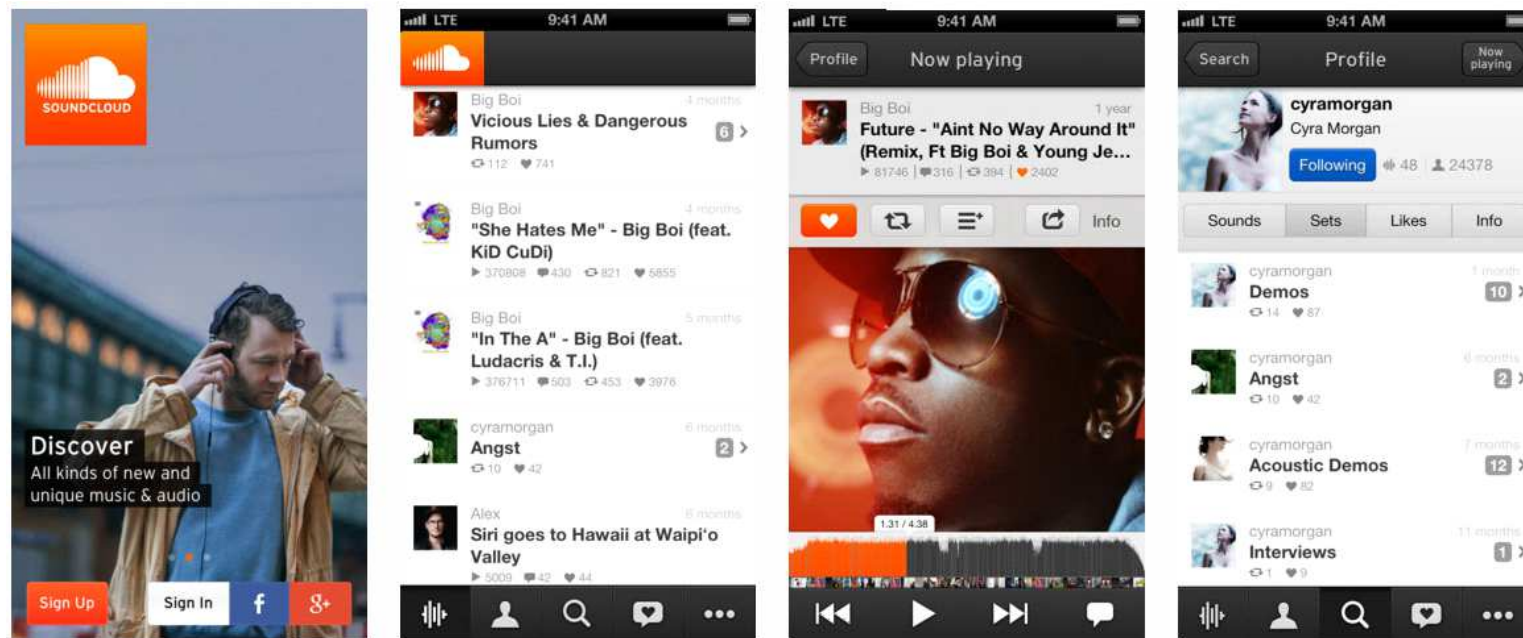 SOUNDCLOUD
Discover
All kinds of new and
unique music & audio
Sign Up
Sign In
f
g+
LTE
9:41 AM
Big Boi
4 months
Vicious Lies & Dangerous
Rumors
6
112
741
Big Boi
4 months
"She Hates Me" - Big Boi (feat.
KiD CuDi)
370808
430
821
5855
Big Boi
5 months
"In The A" - Big Boi (feat.
Ludacris & T.I.)
376711
503
453
3976
cyramorgan
6 months
Angst
2
10
42
Alex
6 months
Siri goes to Hawaii at Waipiʻo
Valley
5009
42
44
LTE
9:41 AM
Profile
Now playing
Big Boi
1 year
Future - "Aint No Way Around It"
(Remix, Ft Big Boi & Young Je...
81746
316
394
2402
Info
1.31 / 4.38
LTE
9:41 AM
Search
Profile
Now
playing
cyramorgan
Cyra Morgan
Following
48
24378
Sounds
Sets
Likes
Info
cyramorgan
1 month
Demos
10
14
87
cyramorgan
6 months
Angst
2
10
42
cyramorgan
7 months
Acoustic Demos
12
9
82
cyramorgan
11 months
Interviews
1
1
9